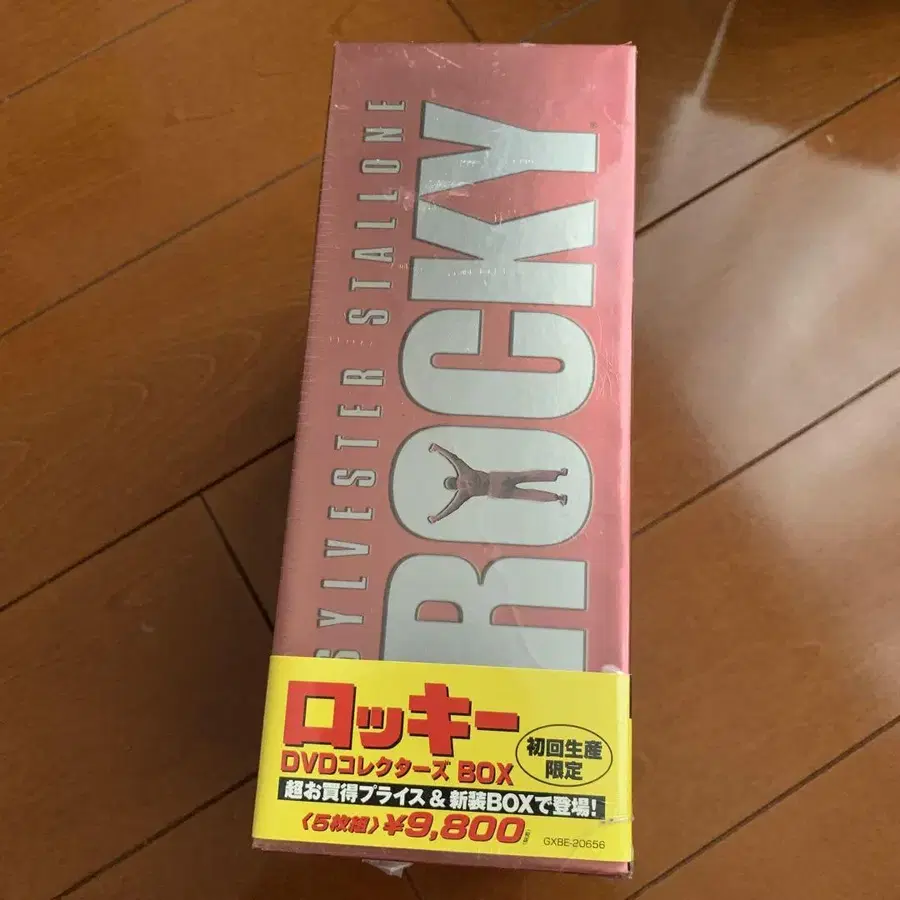 SYLVESTER STALLONE
ROCKY
ロッキー
DVDコレクターズ BOX
初回生産
限定
超お買得プライス & 新装BOXで登場!
〈5枚組〉¥9,800
GXBE-20656